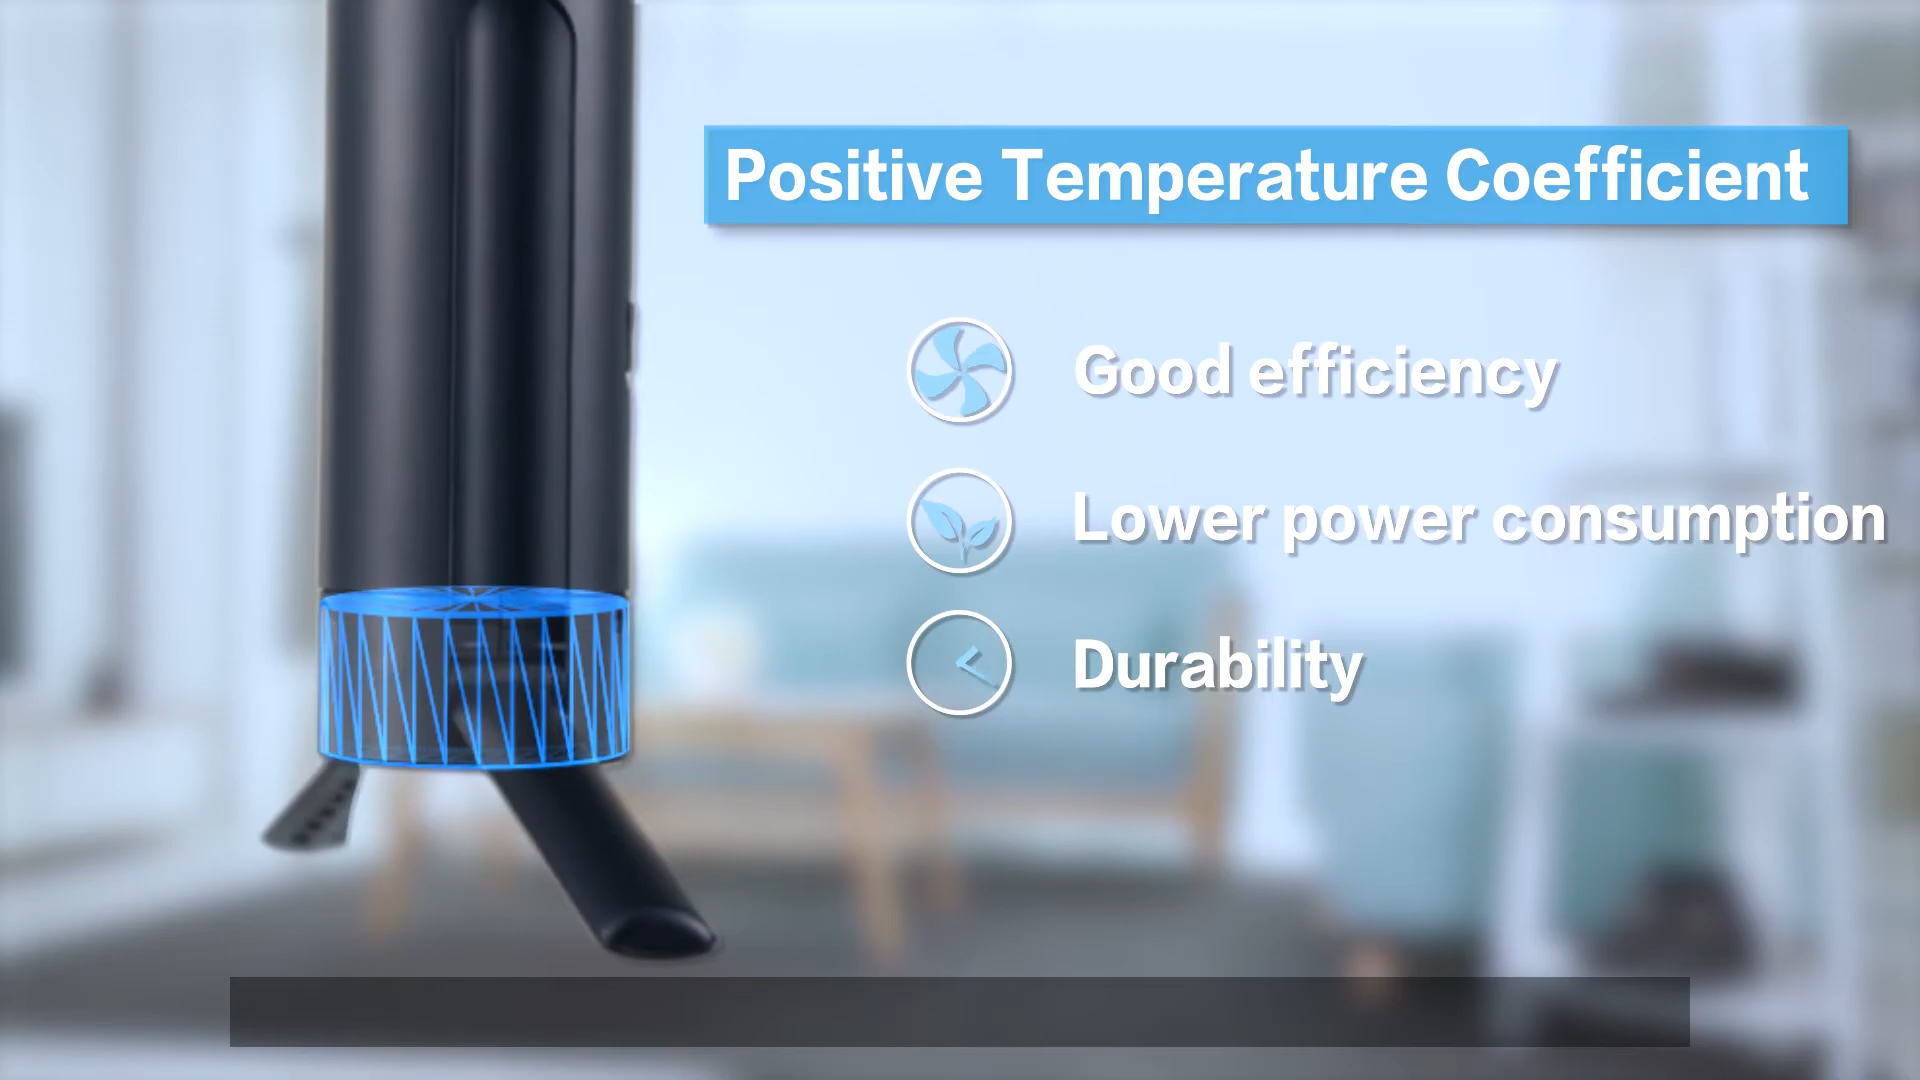 Positive Temperature Coefficient
Good efficiency
Lower power consumption
Durability